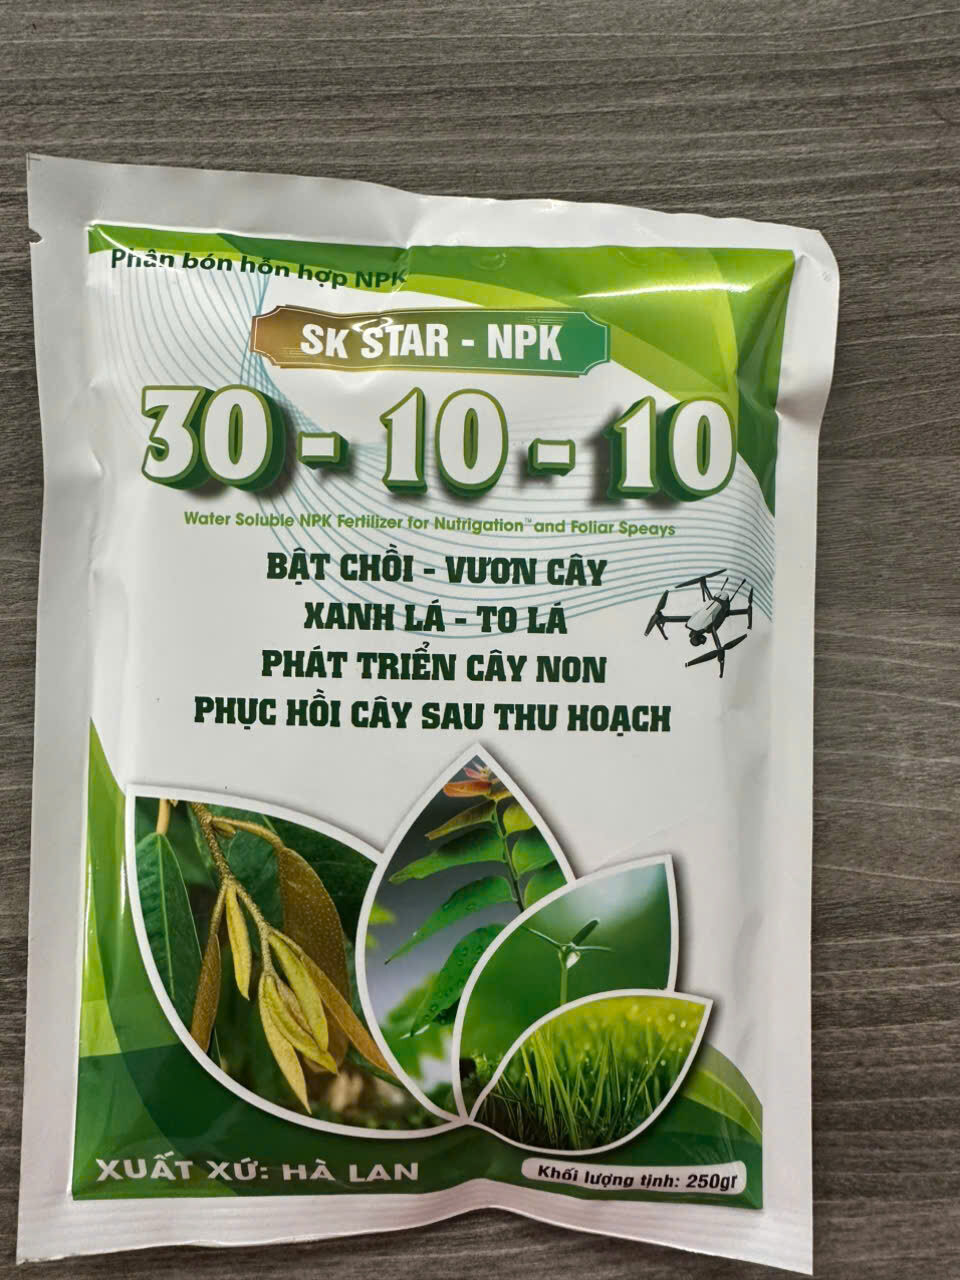 Phân bón hỗn hợp NPK
SK STAR - NPK
30 - 10 - 10
Water Soluble NPK Fertilizer for Nutrigation™ and Foliar Speays
BẬT CHỒI - VƯƠN CÂY
XANH LÁ - TO LÁ
PHÁT TRIỂN CÂY NON
PHỤC HỒI CÂY SAU THU HOẠCH
XUẤT XỨ: HÀ LAN
Khối lượng tịnh: 250gr